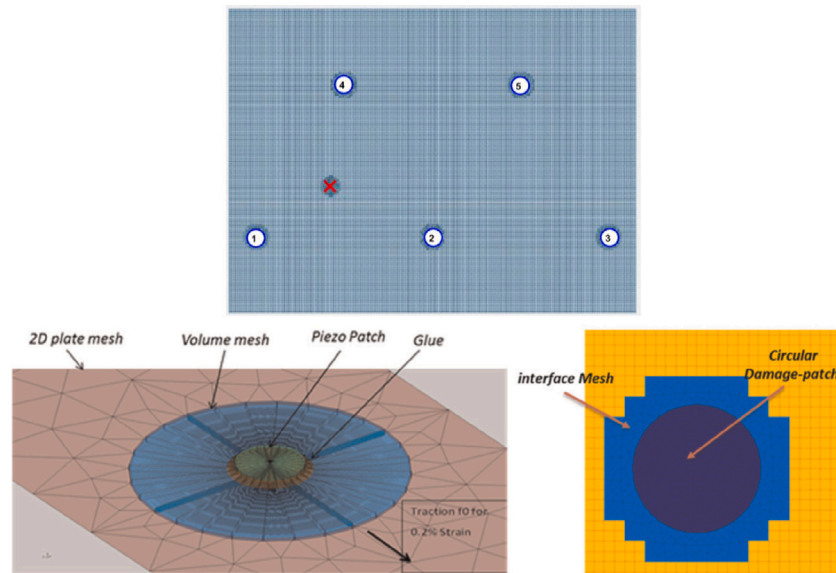 4
5
1
2
3
2D plate mesh
Volume mesh
Piezo Patch
Glue
Traction f0 for
0.2% Strain
interface Mesh
Circular
Damage-patch